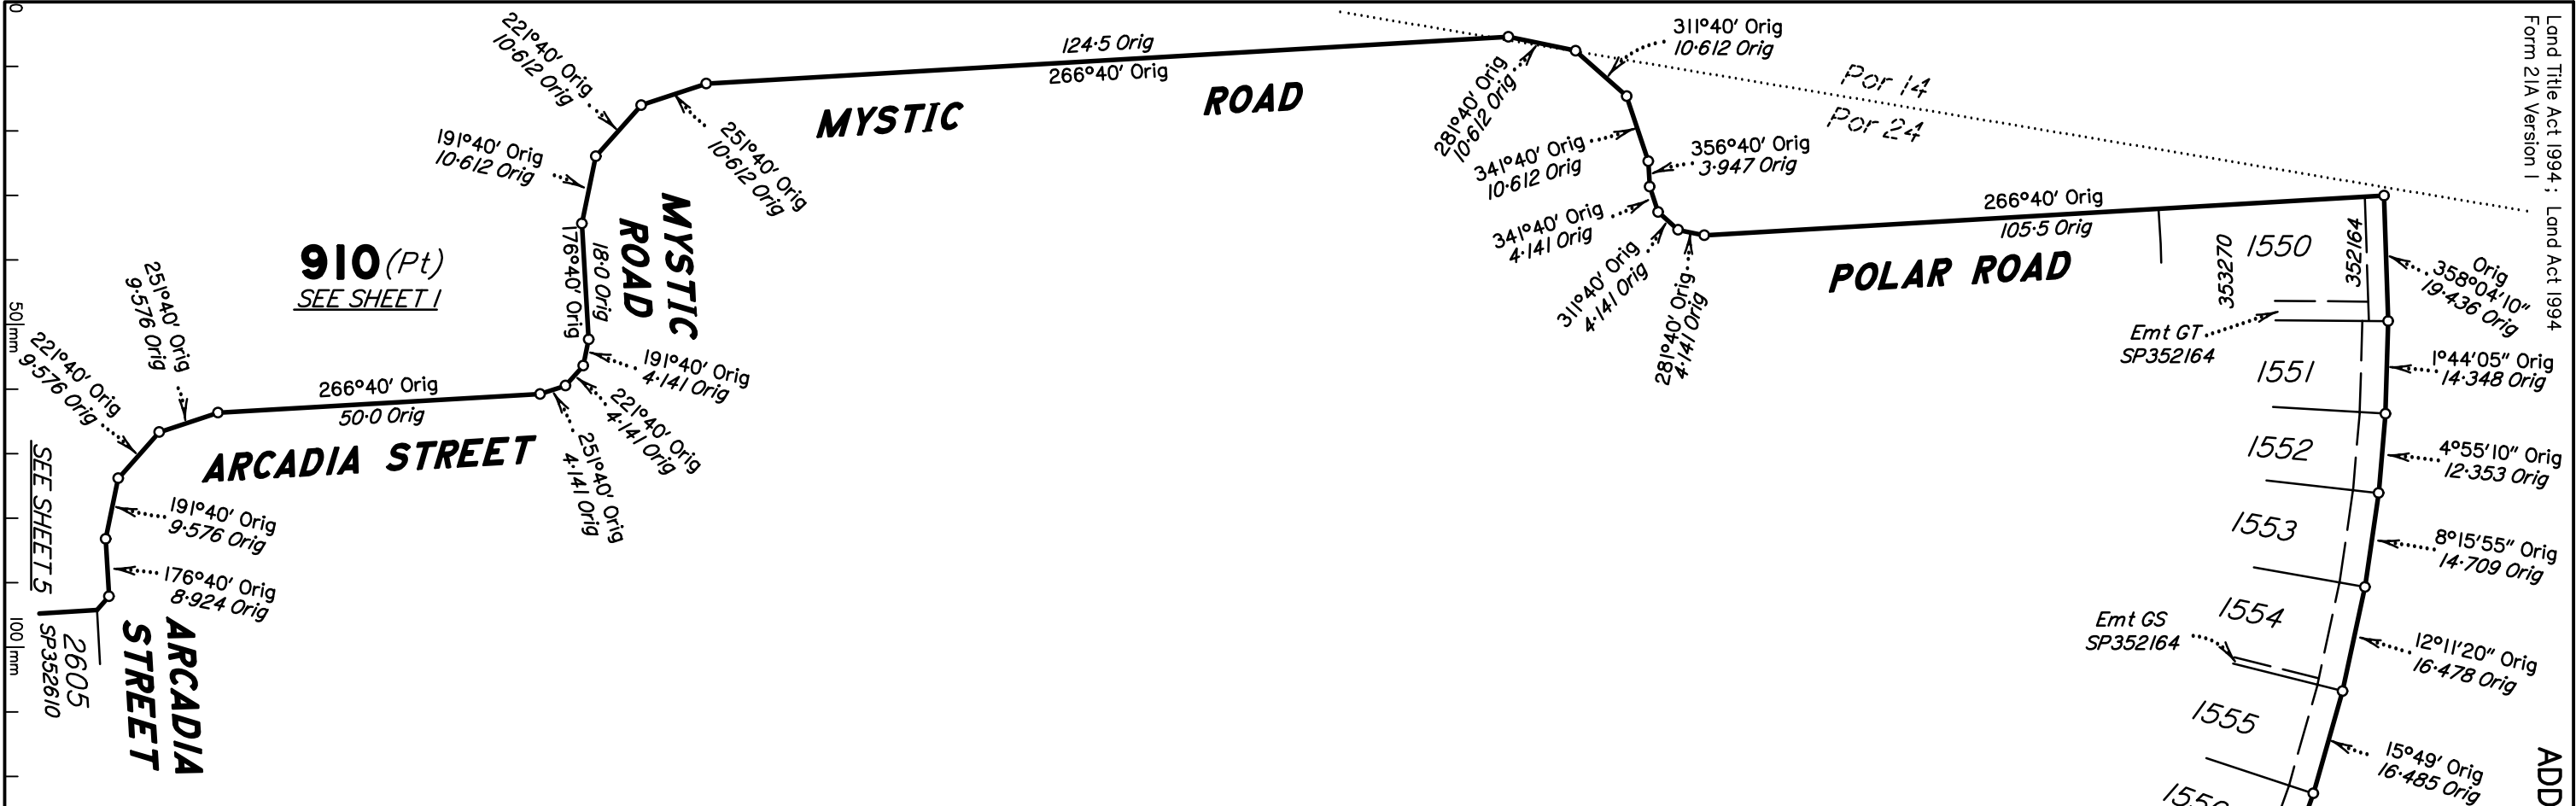 Land Title Act 1994 ; Land Act 1994
Form 21A Version 1
0
50
mm
100
mm
221°40' Orig
10·612 Orig
191°40' Orig
10·612 Orig
251°40' Orig
10·612 Orig
124·5 Orig
266°40' Orig
MYSTIC ROAD
281°40' Orig
10·612 Orig
311°40' Orig
10·612 Orig
341°40' Orig
10·612 Orig
356°40' Orig
3·947 Orig
341°40' Orig
4·141 Orig
311°40' Orig
4·141 Orig
281°40' Orig
4·141 Orig
Por 14
Por 24
266°40' Orig
105·5 Orig
POLAR ROAD
353270
1550
352164
Orig
358°04'10"
19·436 Orig
Emt GT
SP352164
1551
1°44'05" Orig
14·348 Orig
1552
4°55'10" Orig
12·353 Orig
1553
8°15'55" Orig
14·709 Orig
1554
12°11'20" Orig
16·478 Orig
Emt GS
SP352164
1555
15°49' Orig
16·485 Orig
ADD
MYSTIC
ROAD
18·0 Orig
176°40' Orig
910 (Pt)
SEE SHEET 1
251°40' Orig
9·576 Orig
221°40' Orig
9·576 Orig
266°40' Orig
50·0 Orig
ARCADIA STREET
191°40' Orig
4·141 Orig
221°40' Orig
4·141 Orig
251°40' Orig
4·141 Orig
191°40' Orig
9·576 Orig
176°40' Orig
8·924 Orig
SEE SHEET 5
2605
SP352610
ARCADIA
STREET